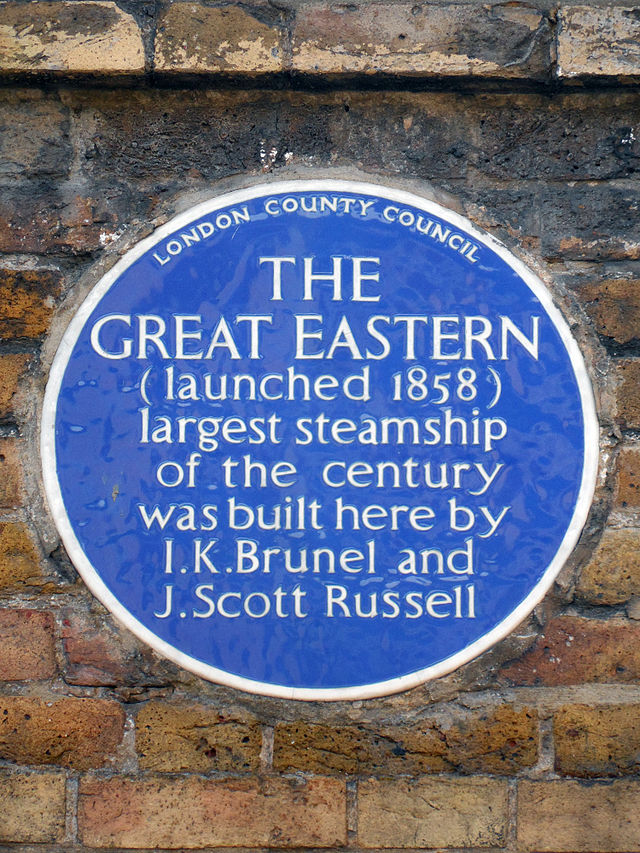 LONDON COUNTY COUNCIL
THE
GREAT EASTERN
(launched 1858)
largest steamship
of the century
was built here by
I.K.Brunel and
J.Scott Russell